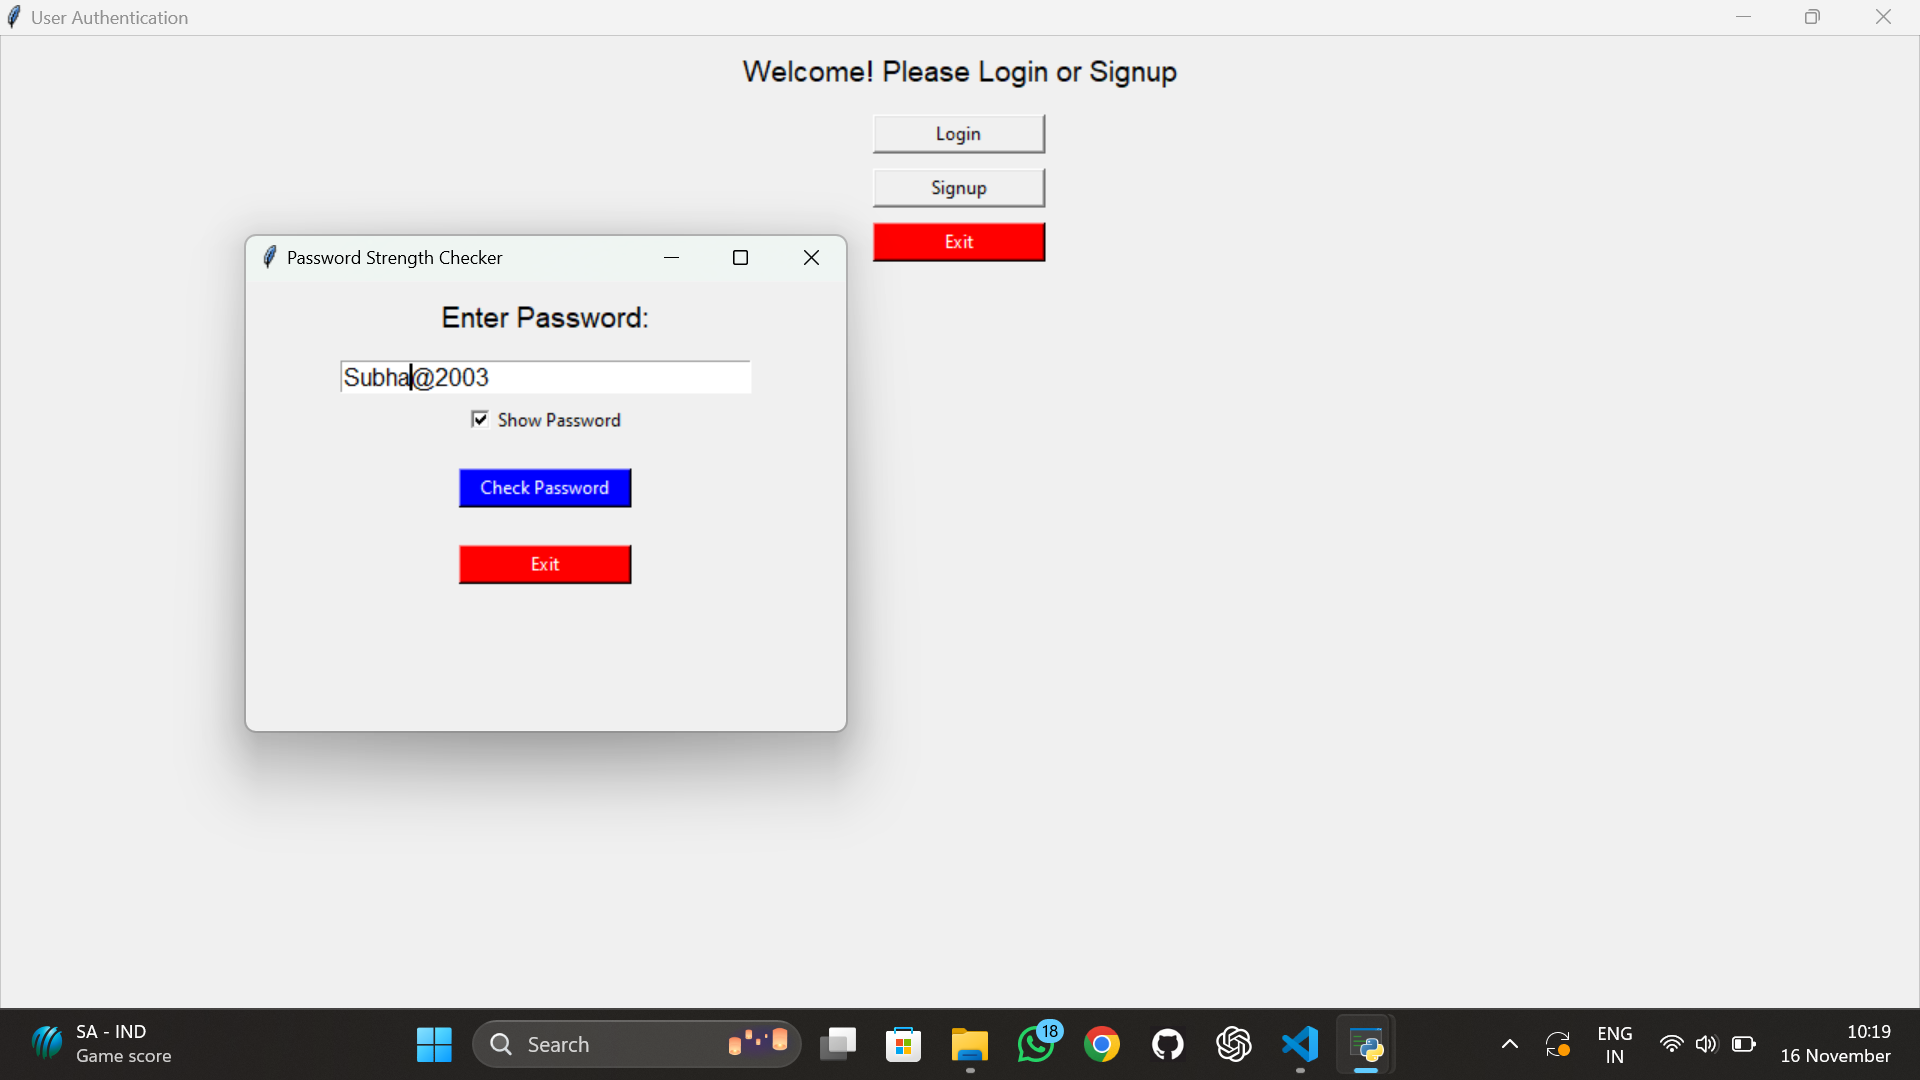 User Authentication
Welcome! Please Login or Signup
Login
Signup
Exit
Password Strength Checker
Enter Password:
Subha@2003
Show Password
Check Password
Exit
SA - IND
Game score
Search
18
ENG
IN
10:19
16 November